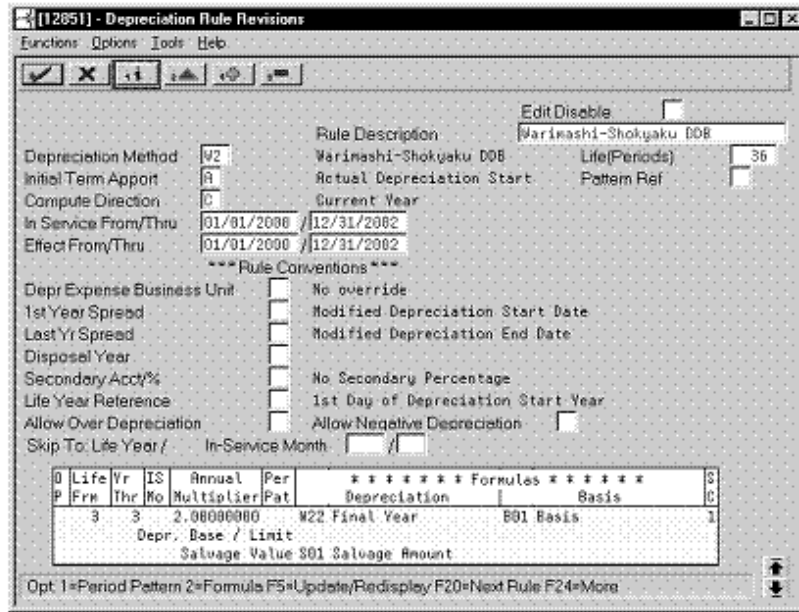 [12851] - Depreciation Rule Revisions
Functions Options Tools Help
Edit Disable
Rule Description Warimashi-Shokyaku DDB
Depreciation Method W2 Warimashi-Shokyaku DDB Life(Periods) 36
Initial Term Apport A Actual Depreciation Start Pattern Ref
Compute Direction C Current Year
In Service From/Thru 01/01/2000 / 12/31/2002
Effect From/Thru 01/01/2000 / 12/31/2002
***Rule Conventions***
Depr Expense Business Unit No override
1st Year Spread Modified Depreciation Start Date
Last Yr Spread Modified Depreciation End Date
Disposal Year
Secondary Acct/% No Secondary Percentage
Life Year Reference 1st Day of Depreciation Start Year
Allow Over Depreciation Allow Negative Depreciation
Skip To: Life Year / In-Service Month /
O Life Yr IS Annual Per * * * * * * * Formulas * * * * * * S
P Frm Thr Mo Multiplier Pat Depreciation Basis C
3 3 2.00000000 W22 Final Year B01 Basis 1
Depr. Base / Limit
Salvage Value S01 Salvage Amount
Opt: 1=Period Pattern 2=Formula F5=Update/Redisplay F20=Next Rule F24=More